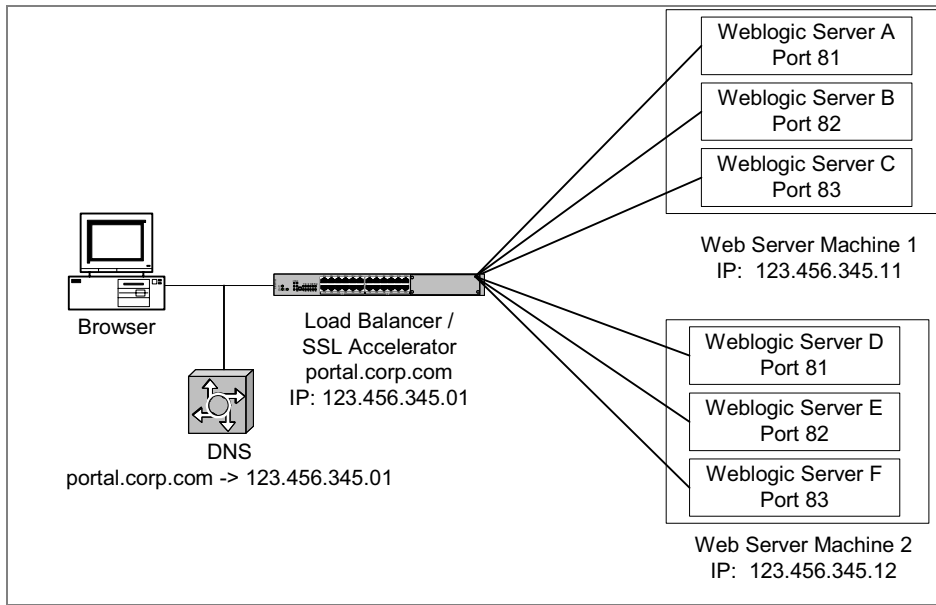 Weblogic Server A
Port 81
Weblogic Server B
Port 82
Weblogic Server C
Port 83
Web Server Machine 1
IP:  123.456.345.11
Browser
Load Balancer /
SSL Accelerator
portal.corp.com
IP: 123.456.345.01
DNS
portal.corp.com -> 123.456.345.01
Weblogic Server D
Port 81
Weblogic Server E
Port 82
Weblogic Server F
Port 83
Web Server Machine 2
IP:  123.456.345.12